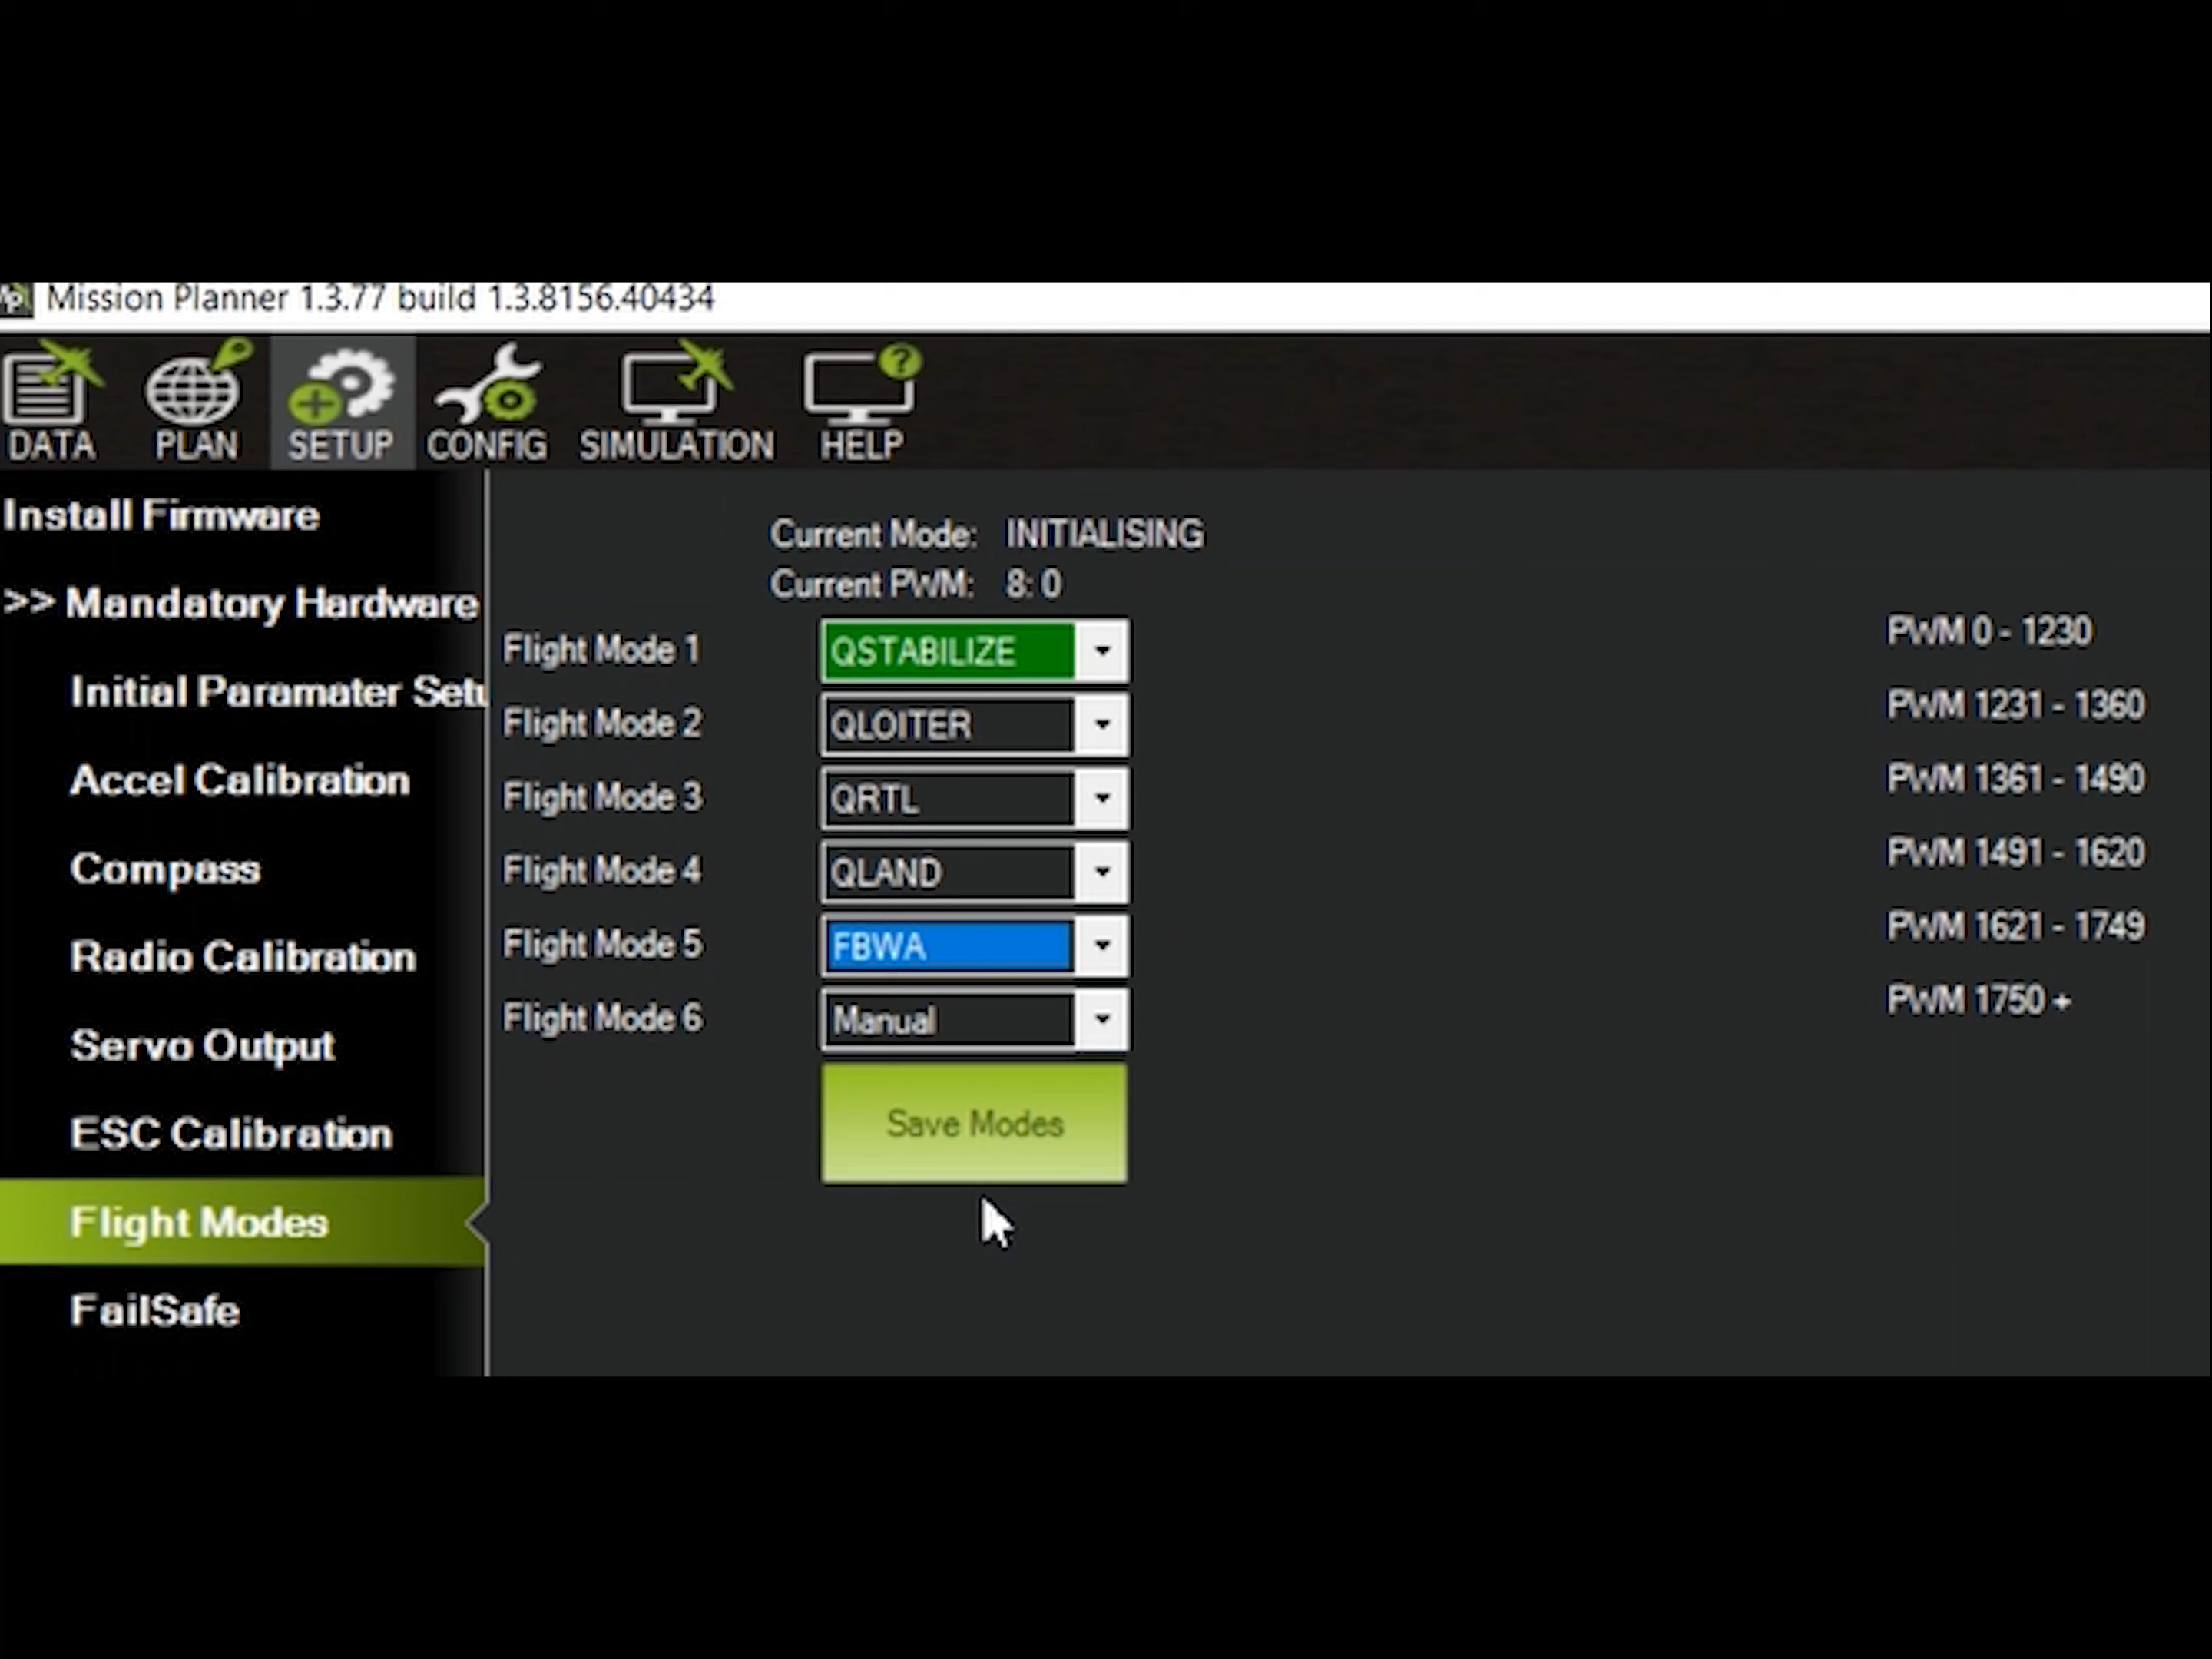 Mission Planner 1.3.77 build 1.3.8156.40434
DATA PLAN SETUP CONFIG SIMULATION HELP
Install Firmware
>> Mandatory Hardware
Initial Paramater Setu
Accel Calibration
Compass
Radio Calibration
Servo Output
ESC Calibration
Flight Modes
FailSafe
Current Mode: INITIALISING
Current PWM: 8: 0
Flight Mode 1 QSTABILIZE PWM 0 - 1230
Flight Mode 2 QLOITER PWM 1231 - 1360
Flight Mode 3 QRTL PWM 1361 - 1490
Flight Mode 4 QLAND PWM 1491 - 1620
Flight Mode 5 FBWA PWM 1621 - 1749
Flight Mode 6 Manual PWM 1750 +
Save Modes